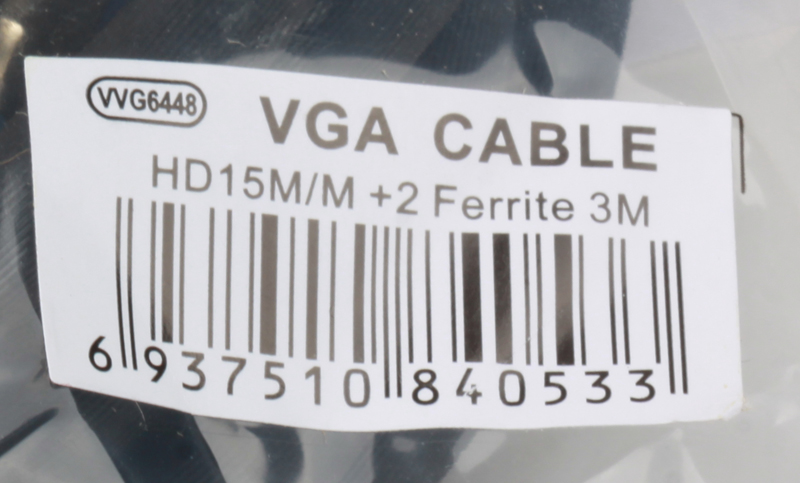 VVG6448
VGA CABLE
HD15M/M +2 Ferrite 3M
6 937510 840533